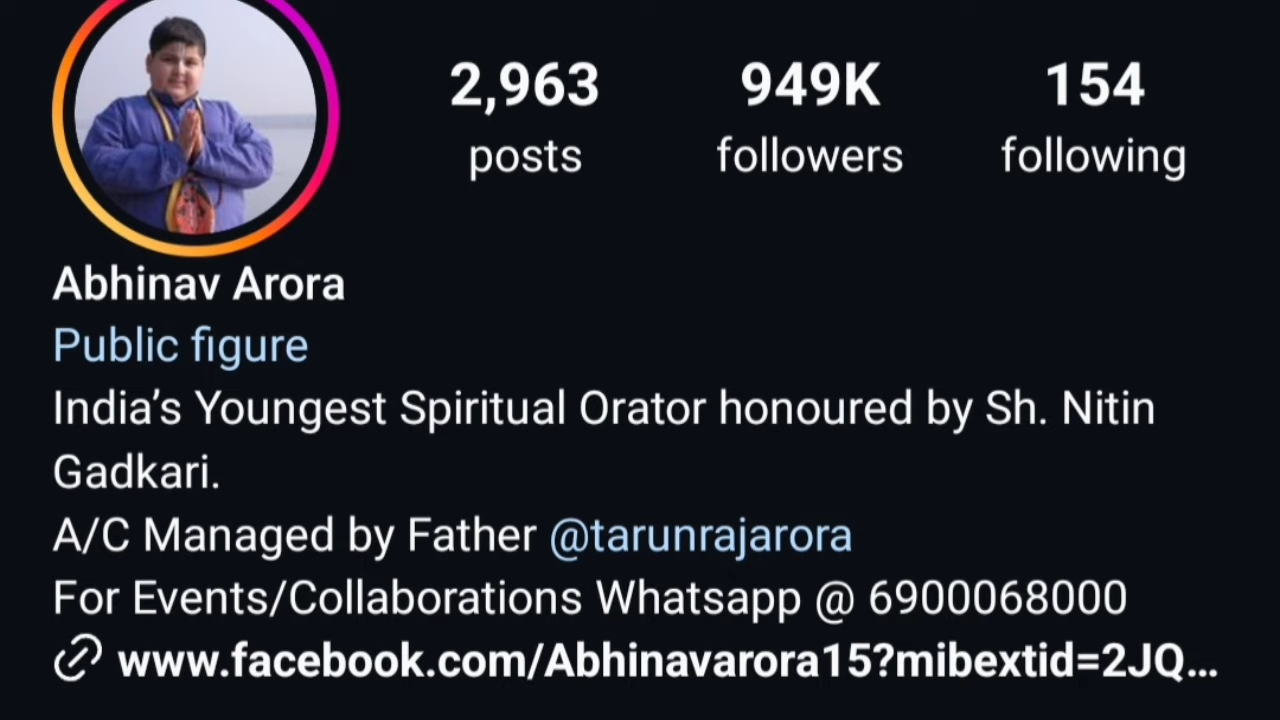 2,963 949K 154
posts followers following
Abhinav Arora
Public figure
India’s Youngest Spiritual Orator honoured by Sh. Nitin
Gadkari.
A/C Managed by Father @tarunrajarora
For Events/Collaborations Whatsapp @ 6900068000
www.facebook.com/Abhinavarora15?mibextid=2JQ...